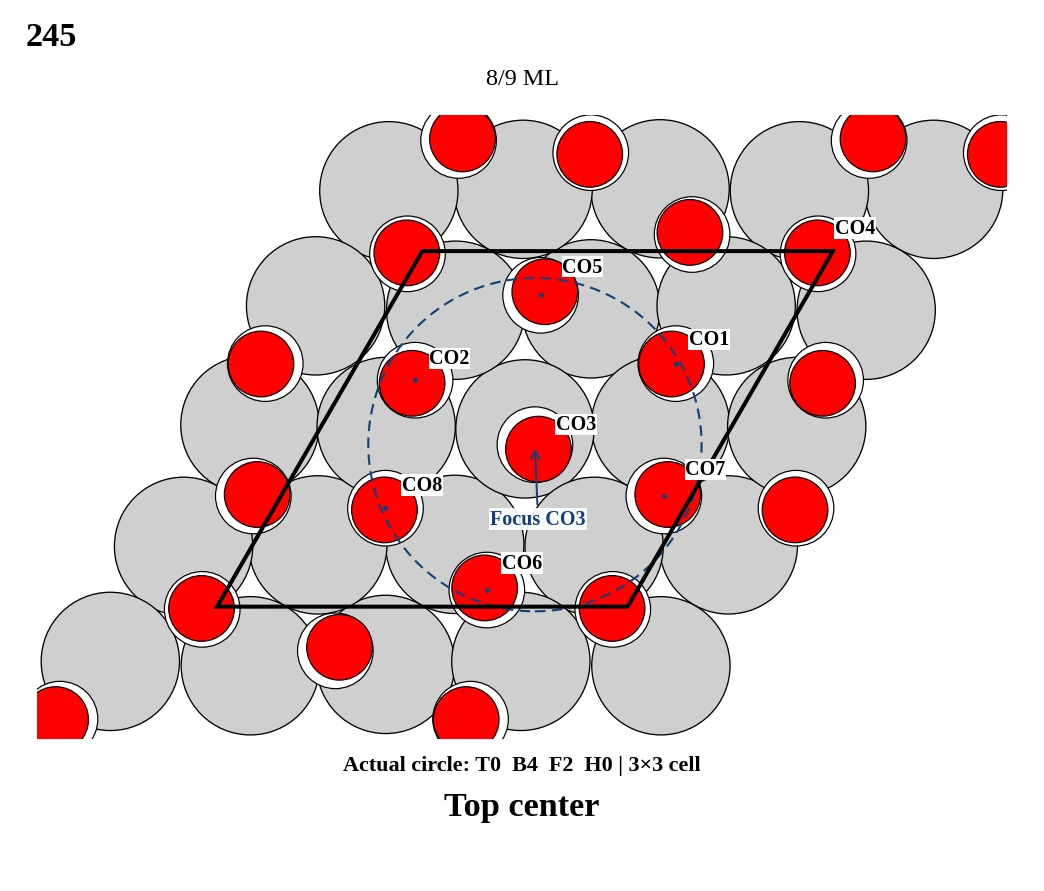 245
8/9 ML
CO4
CO5
CO1
CO2
CO3
CO7
CO8
Focus CO3
CO6
Actual circle: T0  B4  F2  H0 | 3×3 cell
Top center